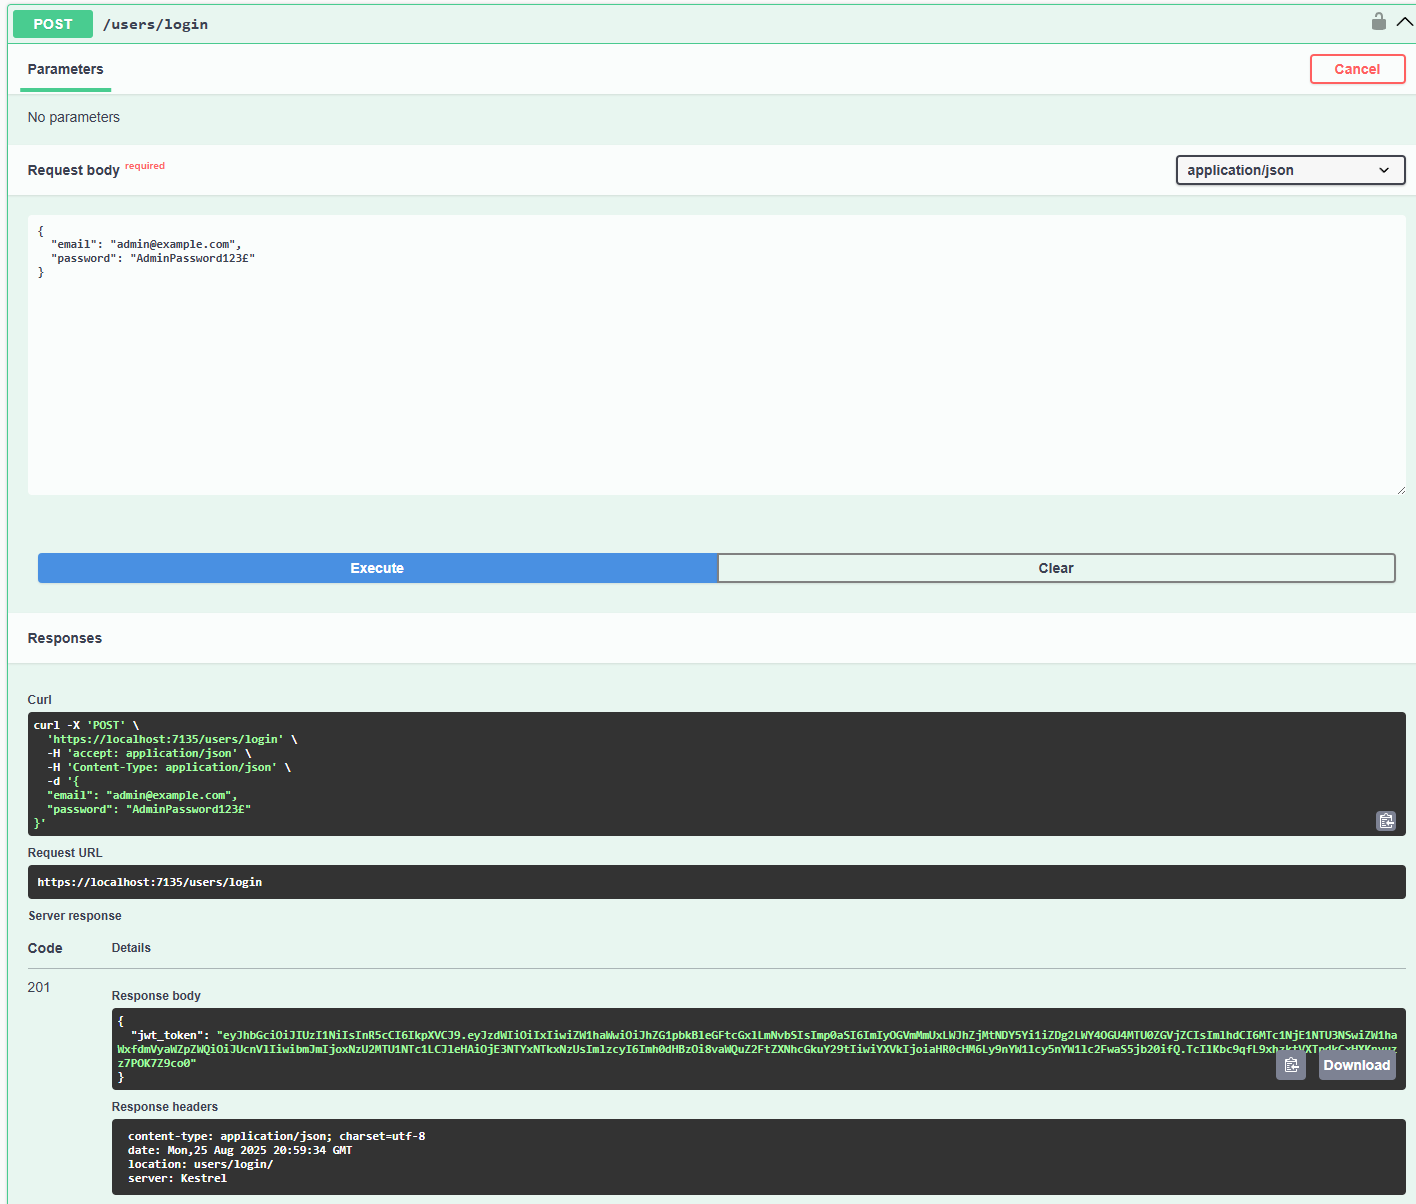 POST /users/login
Parameters
Cancel
No parameters
Request body required
application/json
{
  "email": "admin@example.com",
  "password": "AdminPassword123£"
}
Execute
Clear
Responses
Curl
curl -X 'POST' \
  'https://localhost:7135/users/login' \
  -H 'accept: application/json' \
  -H 'Content-Type: application/json' \
  -d '{
  "email": "admin@example.com",
  "password": "AdminPassword123£"
}'
Request URL
https://localhost:7135/users/login
Server response
Code Details
201
Response body
{
  "jwt_token":
z7POK7Z9co0"
}
Download
Response headers
content-type: application/json; charset=utf-8
date: Mon,25 Aug 2025 20:59:34 GMT
location: users/login/
server: Kestrel